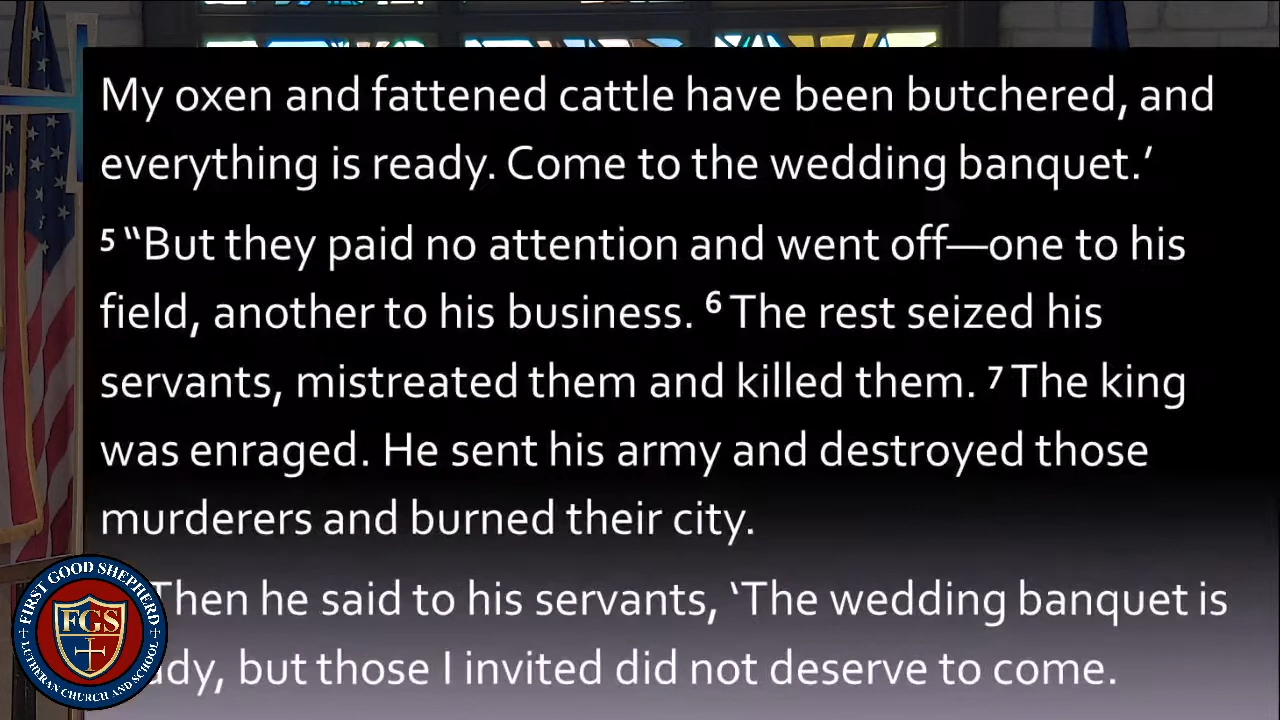 My oxen and fattened cattle have been butchered, and
everything is ready. Come to the wedding banquet.’
5 “But they paid no attention and went off—one to his
field, another to his business. 6 The rest seized his
servants, mistreated them and killed them. 7 The king
was enraged. He sent his army and destroyed those
murderers and burned their city.
Then he said to his servants, ‘The wedding banquet is
ady, but those I invited did not deserve to come.
FIRST GOOD SHEPHERD
FGS
LUTHERAN CHURCH AND SCHOOL